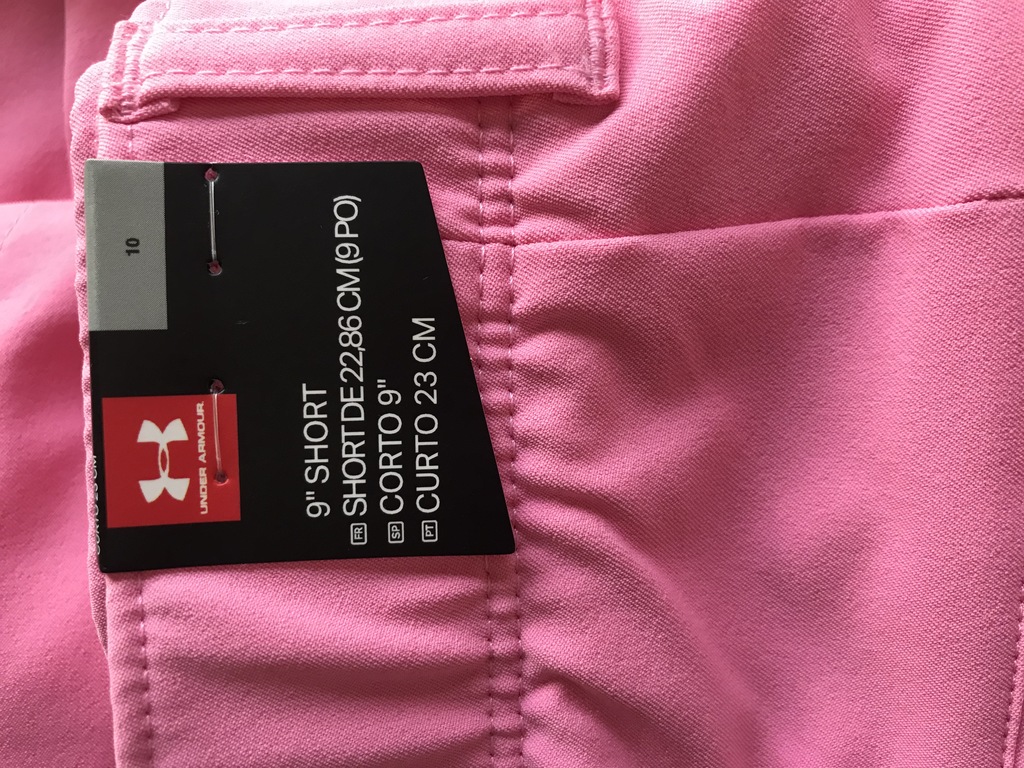 10
UNDER ARMOUR.
9" SHORT
FR SHORT DE 22,86 CM (9 PO)
SP CORTO 9"
PT CURTO 23 CM